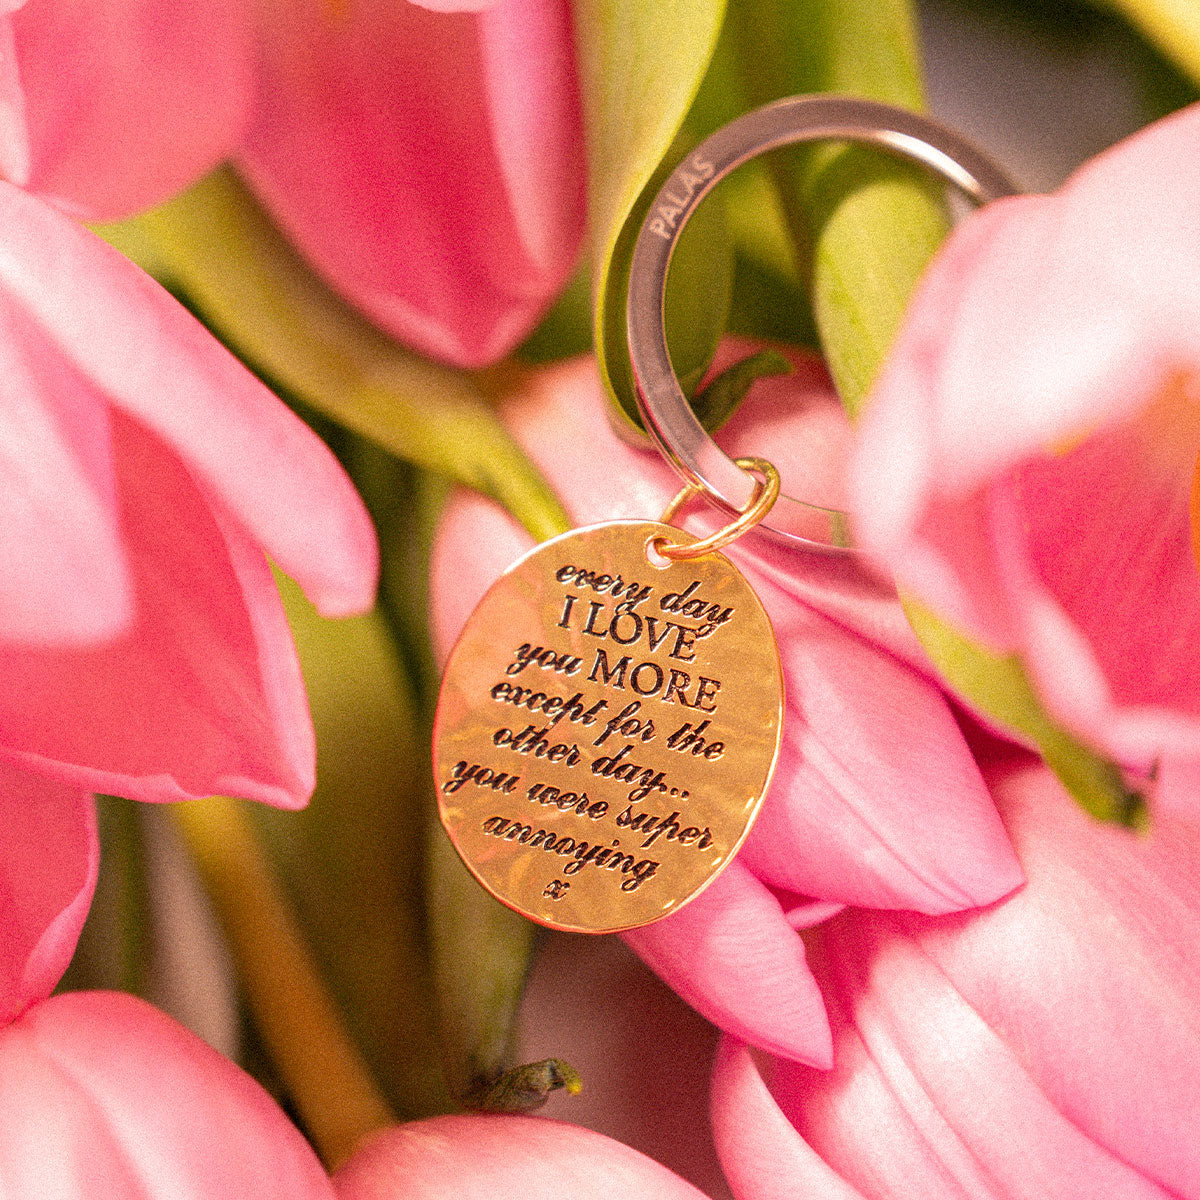 PALAS
every day
I LOVE
you MORE
except for the
other day...
you were super
annoying
x